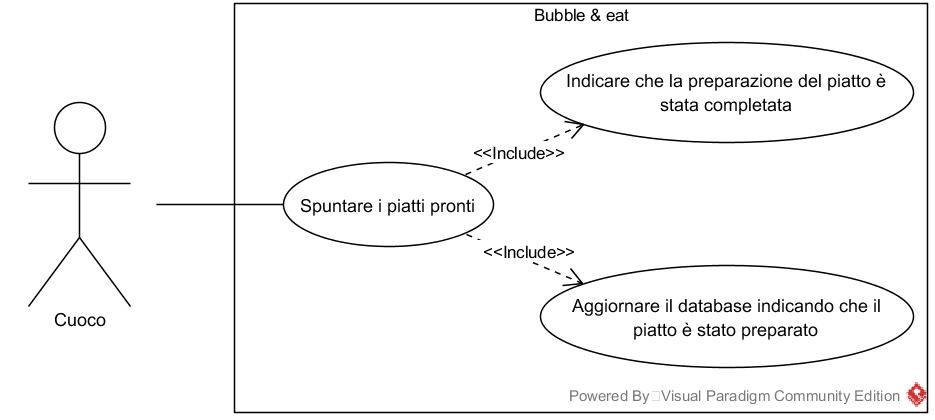 Bubble & eat
Indicare che la preparazione del piatto è
stata completata
<<Include>>
Spuntare i piatti pronti
<<Include>>
Aggiornare il database indicando che il
piatto è stato preparato
Cuoco
Powered By Visual Paradigm Community Edition